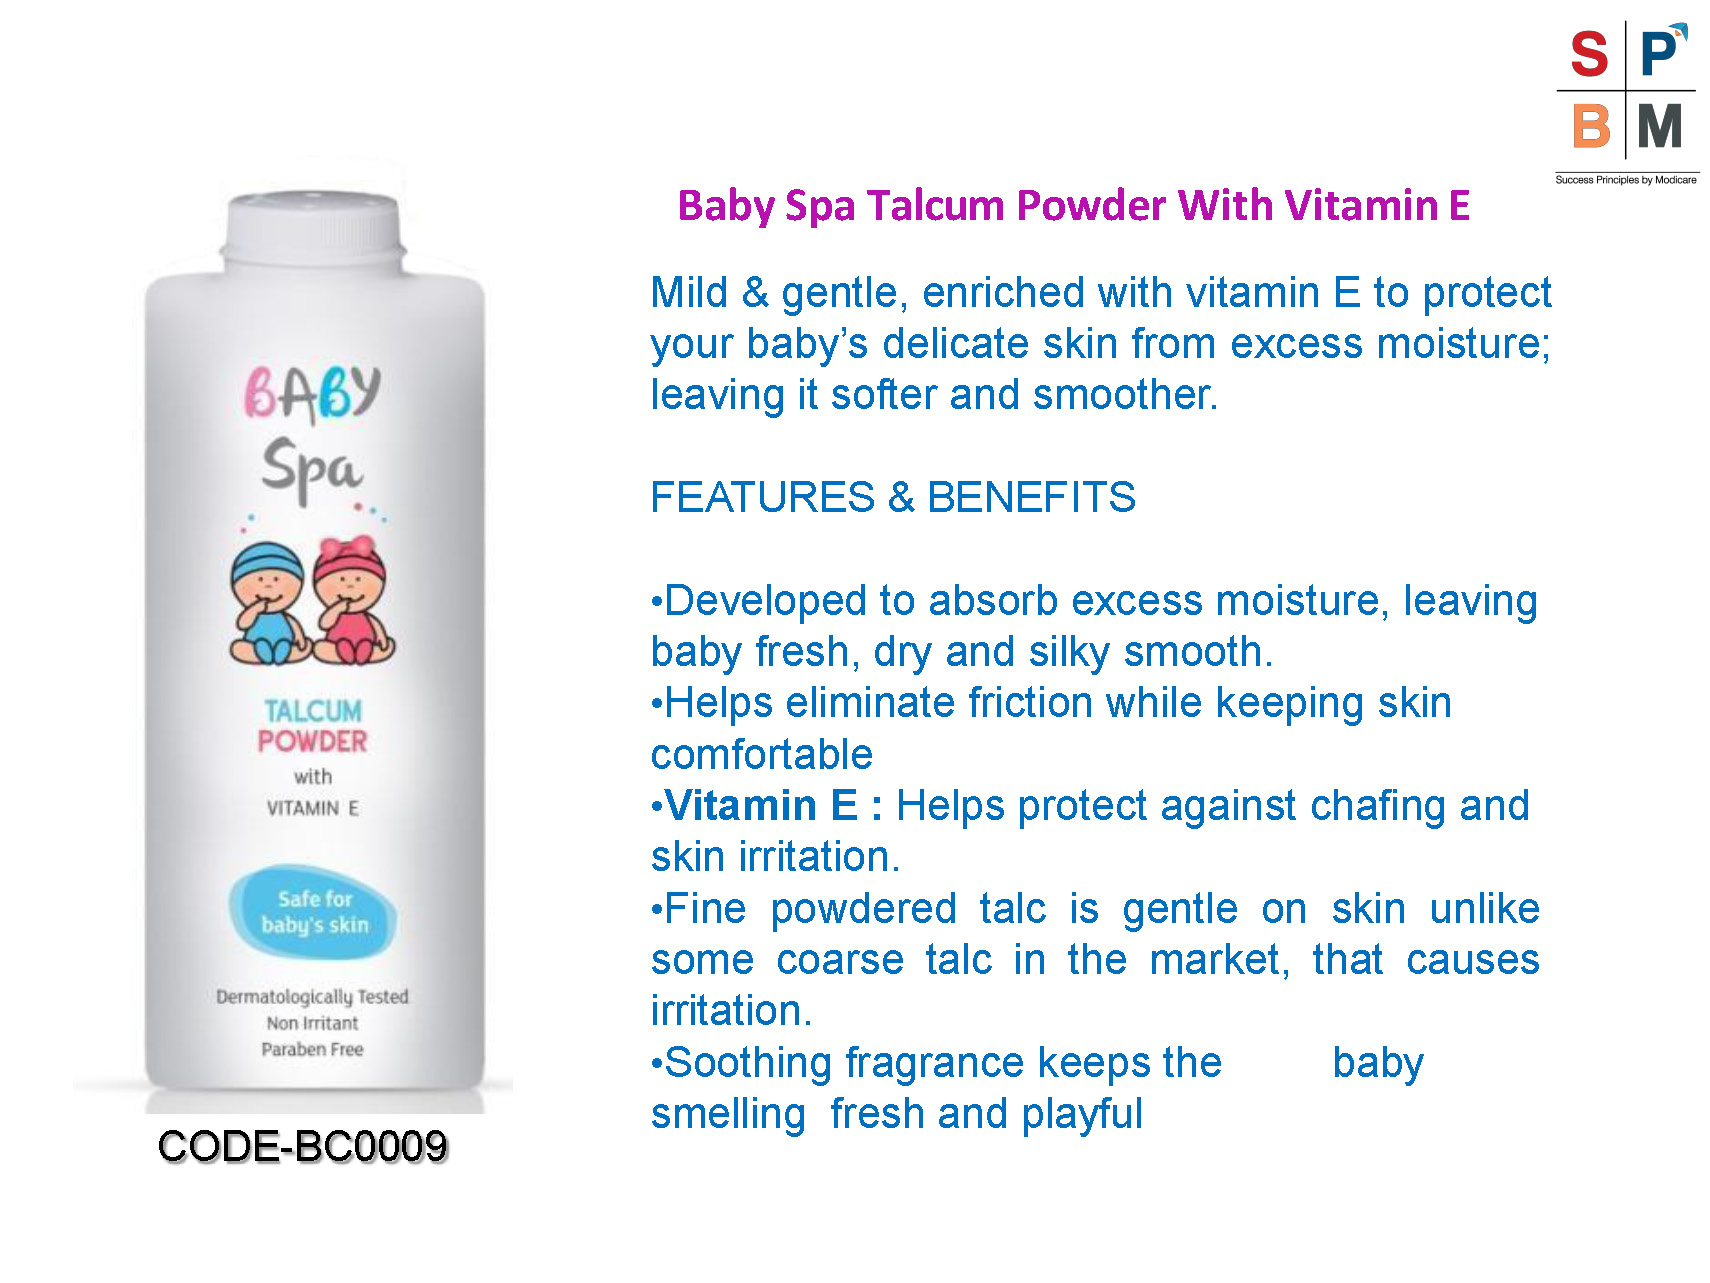 S P
B M
Success Principles by Modicare
Baby Spa Talcum Powder With Vitamin E
Mild & gentle, enriched with vitamin E to protect
your baby’s delicate skin from excess moisture;
leaving it softer and smoother.
FEATURES & BENEFITS
•Developed to absorb excess moisture, leaving
baby fresh, dry and silky smooth.
•Helps eliminate friction while keeping skin
comfortable
•Vitamin E : Helps protect against chafing and
skin irritation.
•Fine powdered talc is gentle on skin unlike
some coarse talc in the market, that causes
irritation.
•Soothing fragrance keeps the baby
smelling fresh and playful
BABY
Spa
TALCUM
POWDER
with
VITAMIN E
Safe for
baby's skin
Dermatologically Tested
Non Irritant
Paraben Free
CODE-BC0009